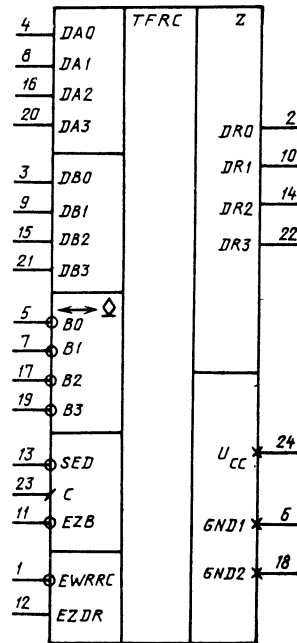 TFRC Z
4 DA0
8 DA1
16 DA2
20 DA3
3 DB0
9 DB1
15 DB2
21 DB3
5 B0
7 B1
17 B2
19 B3
13 SED
23 C
11 EZB
1 EWRRC
12 EZDR
DR0 2
DR1 10
DR2 14
DR3 22
UCC 24
GND1 6
GND2 18